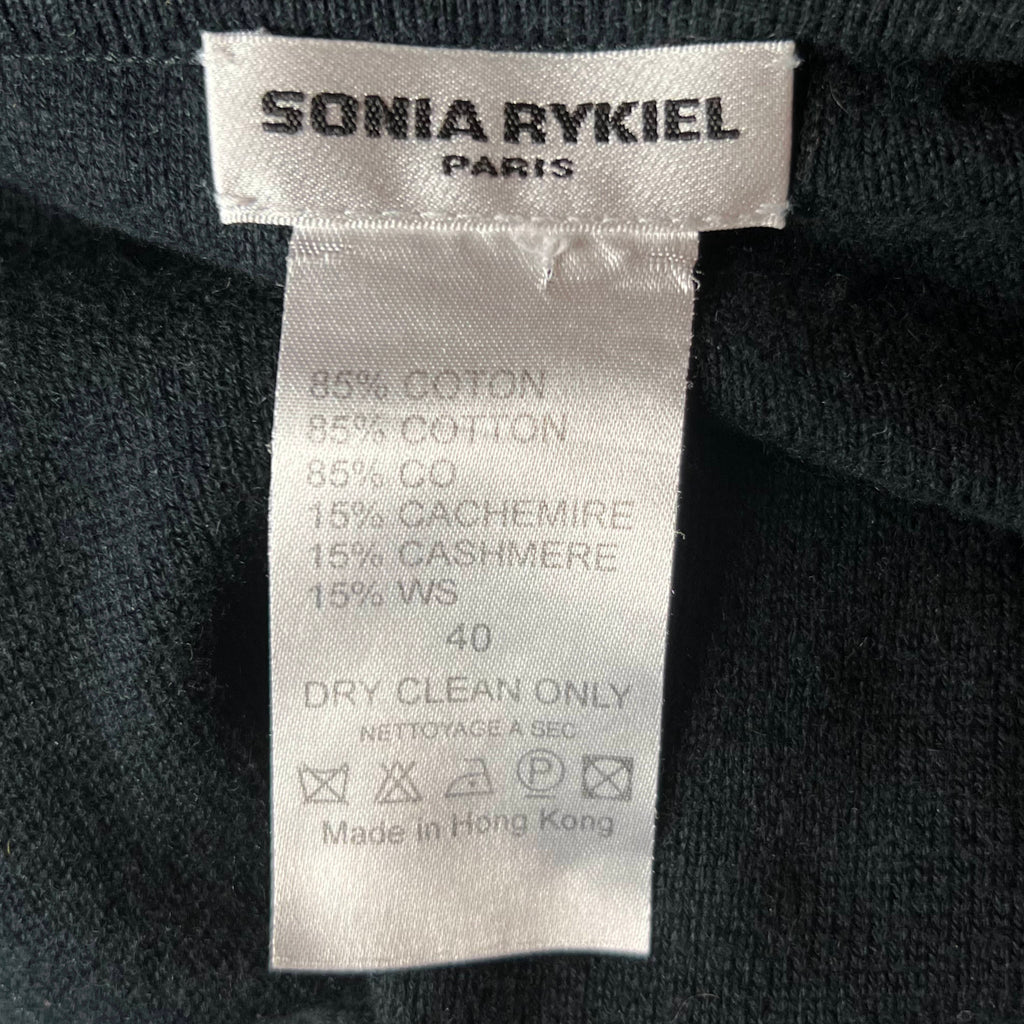 SONIA RYKIEL
PARIS
85% COTON
85% COTTON
85% CO
15% CACHEMIRE
15% CASHMERE
15% WS
40
DRY CLEAN ONLY
NETTOYAGE A SEC
P
Made in Hong Kong